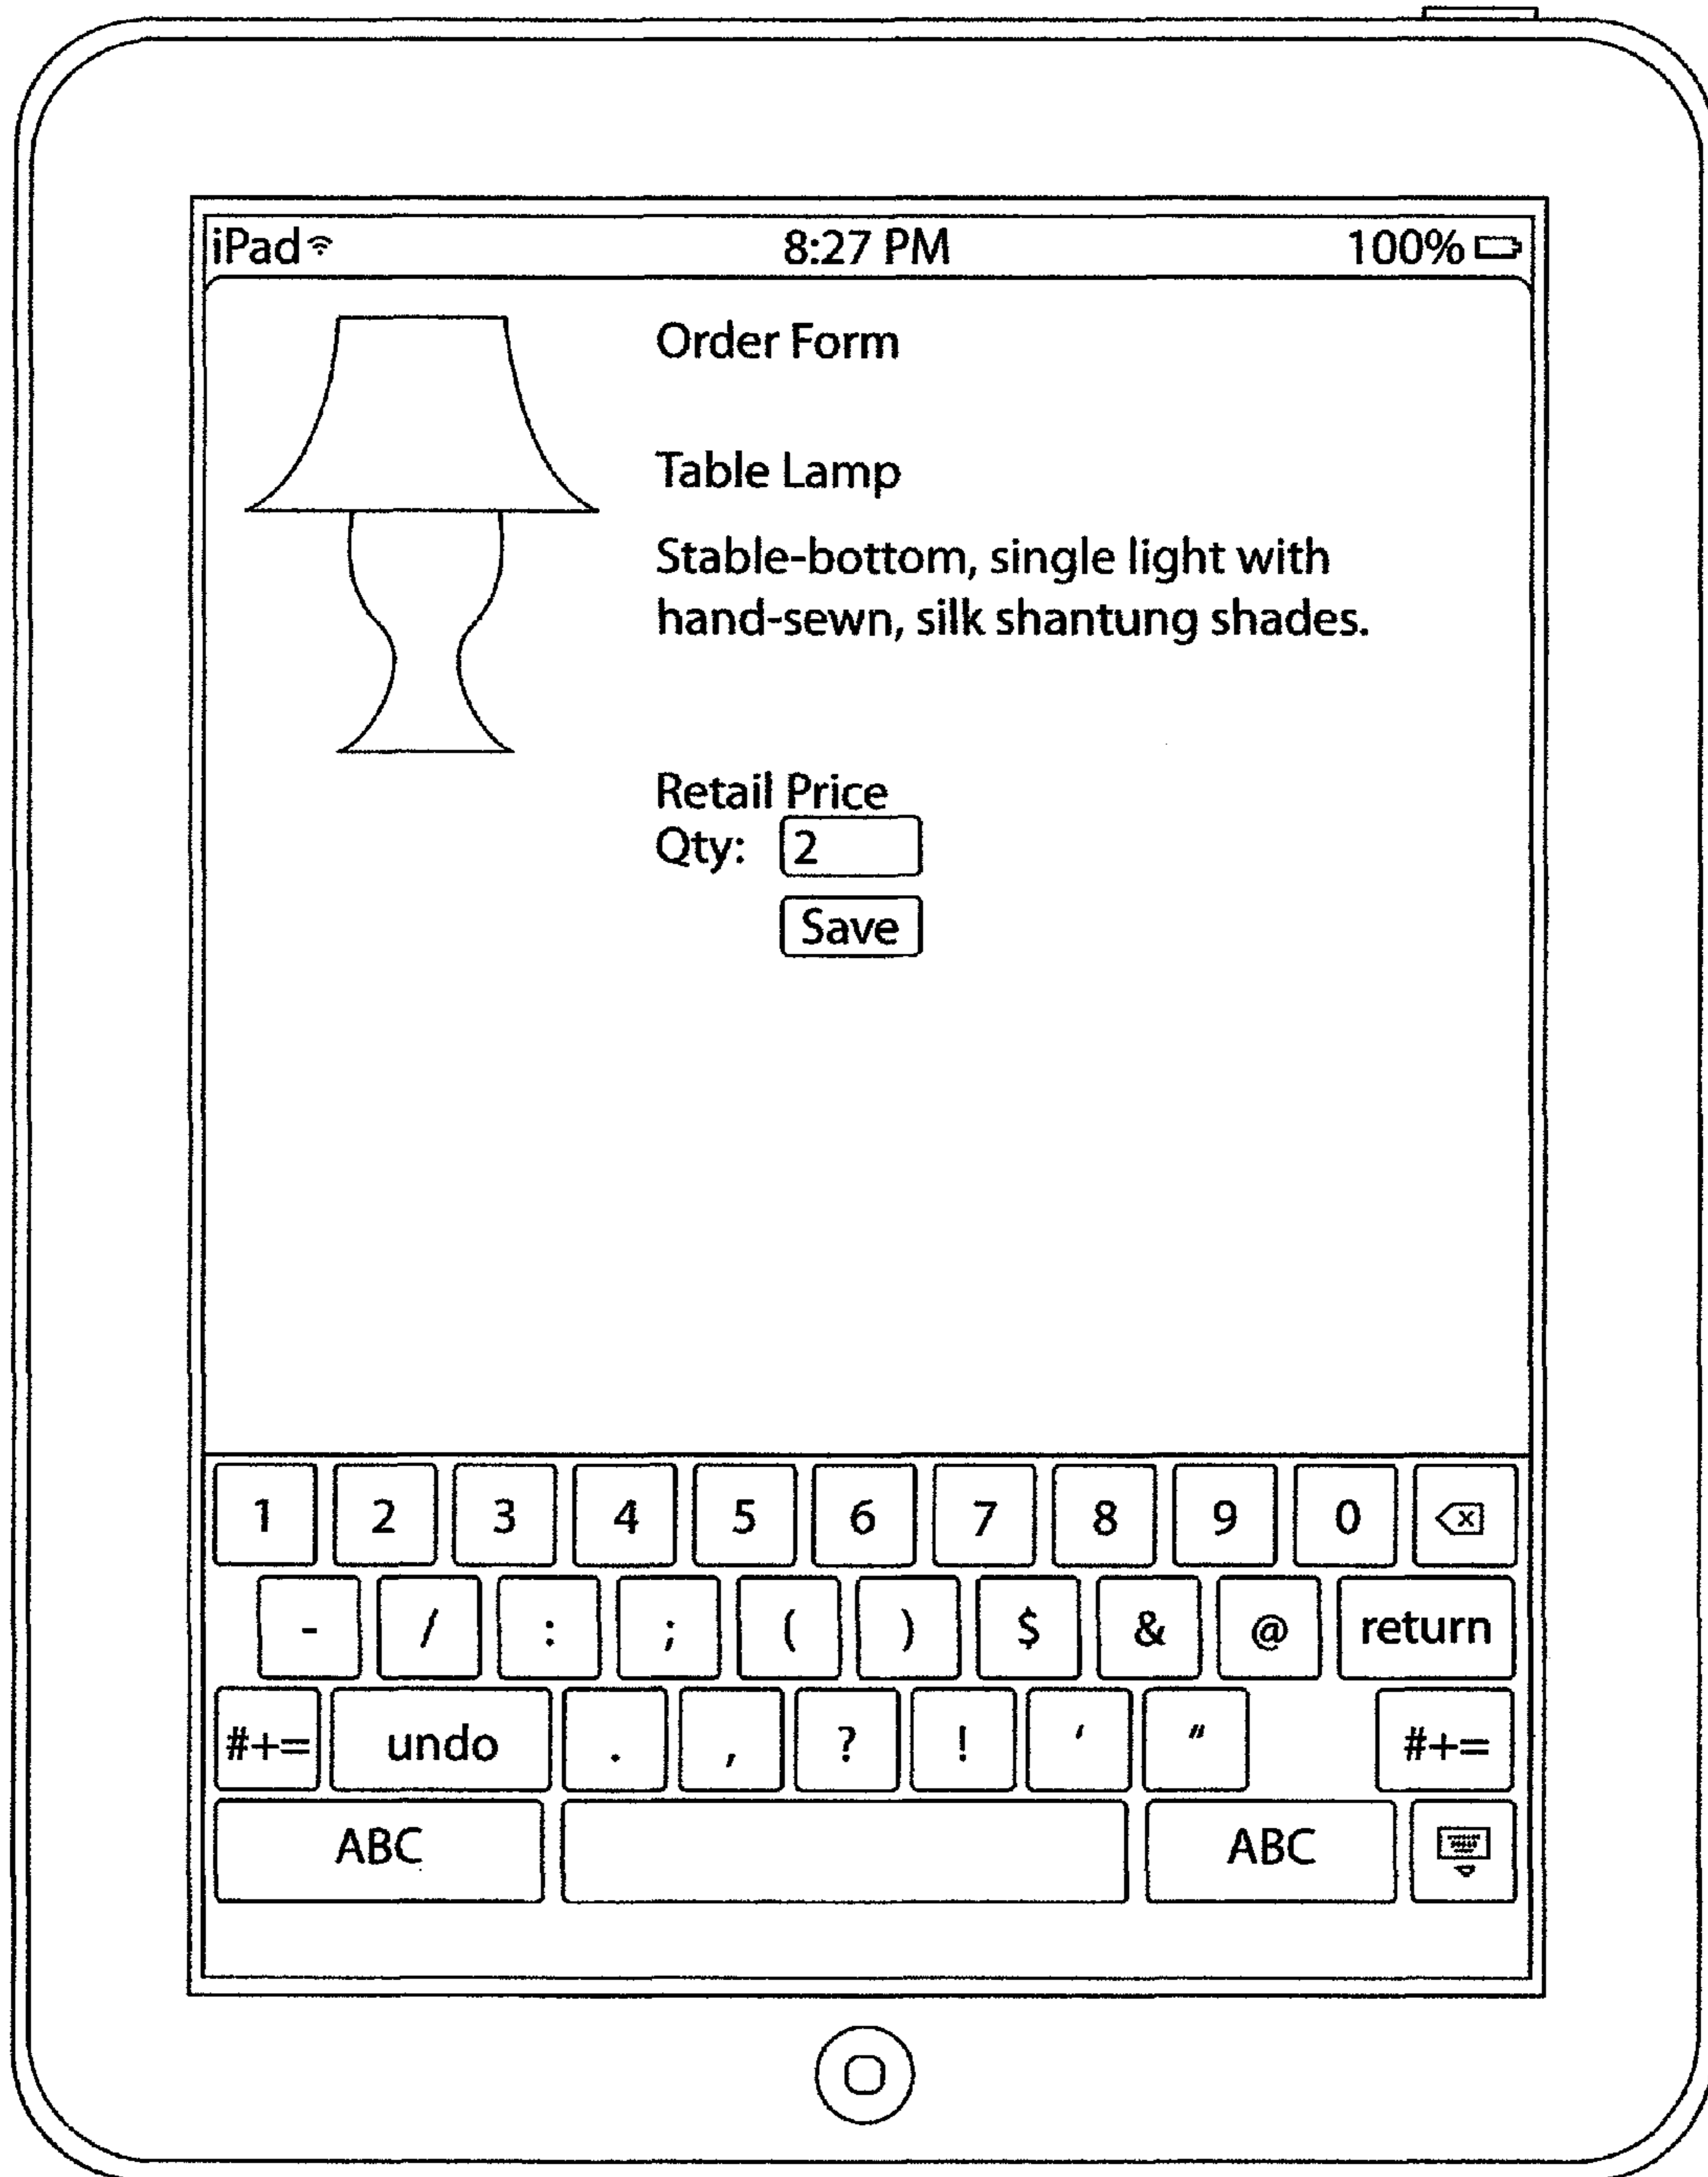 iPad 8:27 PM 100%
Order Form
Table Lamp
Stable-bottom, single light with
hand-sewn, silk shantung shades.
Retail Price
Qty: 2
Save
1 2 3 4 5 6 7 8 9 0
- / : ; ( ) $ & @ return
#+= undo . , ? ! ‘ " #+=
ABC ABC